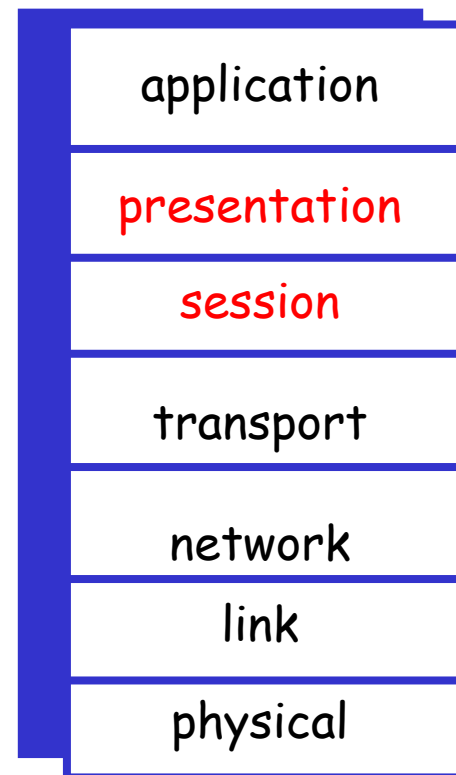 application
presentation
session
transport
network
link
physical